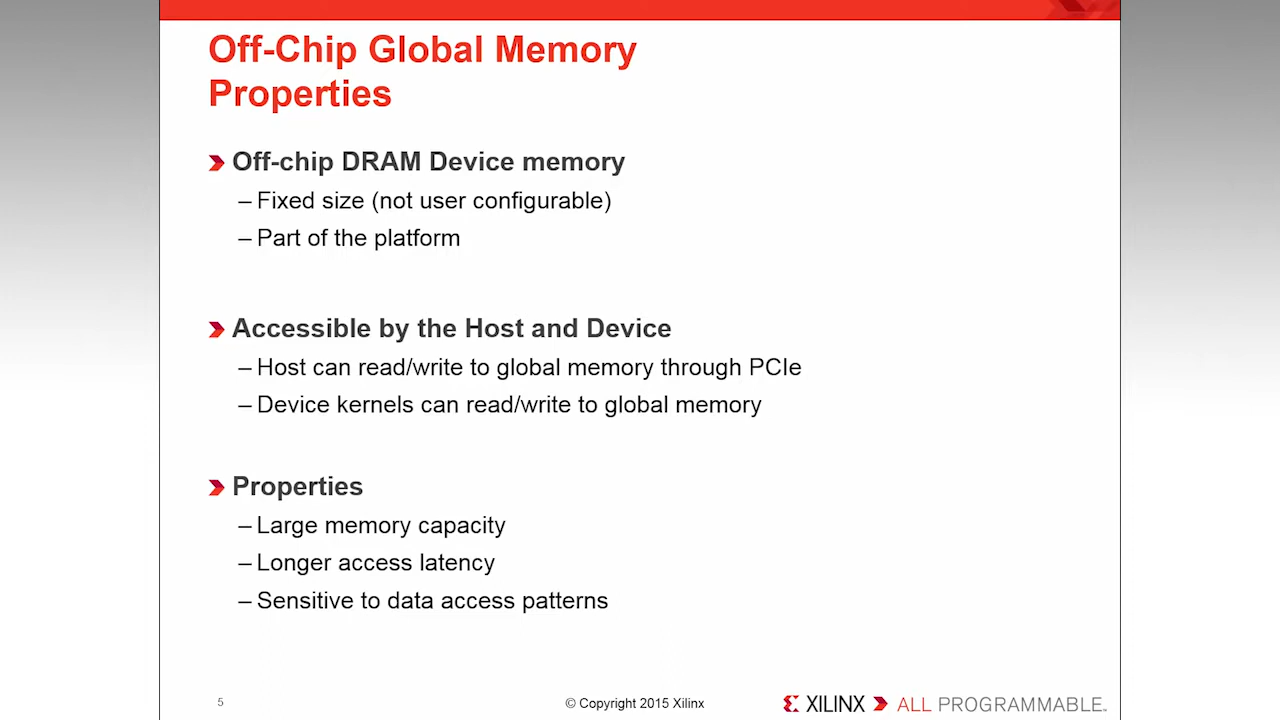 Off-Chip Global Memory
Properties
Off-chip DRAM Device memory
– Fixed size (not user configurable)
– Part of the platform
Accessible by the Host and Device
– Host can read/write to global memory through PCIe
– Device kernels can read/write to global memory
Properties
– Large memory capacity
– Longer access latency
– Sensitive to data access patterns
5
© Copyright 2015 Xilinx
XILINX ALL PROGRAMMABLE™